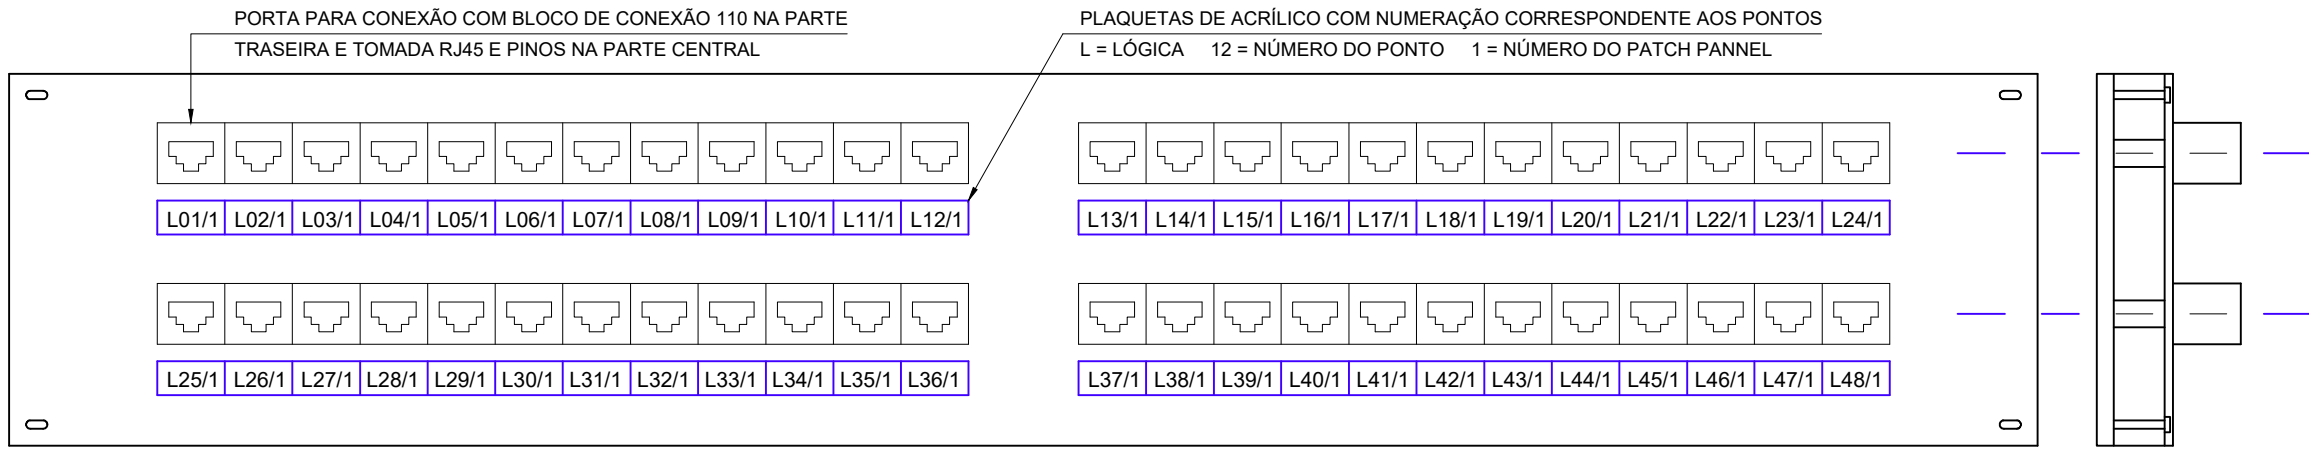 PORTA PARA CONEXÃO COM BLOCO DE CONEXÃO 110 NA PARTE
TRASEIRA E TOMADA RJ45 E PINOS NA PARTE CENTRAL
PLAQUETAS DE ACRÍLICO COM NUMERAÇÃO CORRESPONDENTE AOS PONTOS
L = LÓGICA 12 = NÚMERO DO PONTO 1 = NÚMERO DO PATCH PANNEL
L01/1 L02/1 L03/1 L04/1 L05/1 L06/1 L07/1 L08/1 L09/1 L10/1 L11/1 L12/1 L13/1 L14/1 L15/1 L16/1 L17/1 L18/1 L19/1 L20/1 L21/1 L22/1 L23/1 L24/1
L25/1 L26/1 L27/1 L28/1 L29/1 L30/1 L31/1 L32/1 L33/1 L34/1 L35/1 L36/1 L37/1 L38/1 L39/1 L40/1 L41/1 L42/1 L43/1 L44/1 L45/1 L46/1 L47/1 L48/1